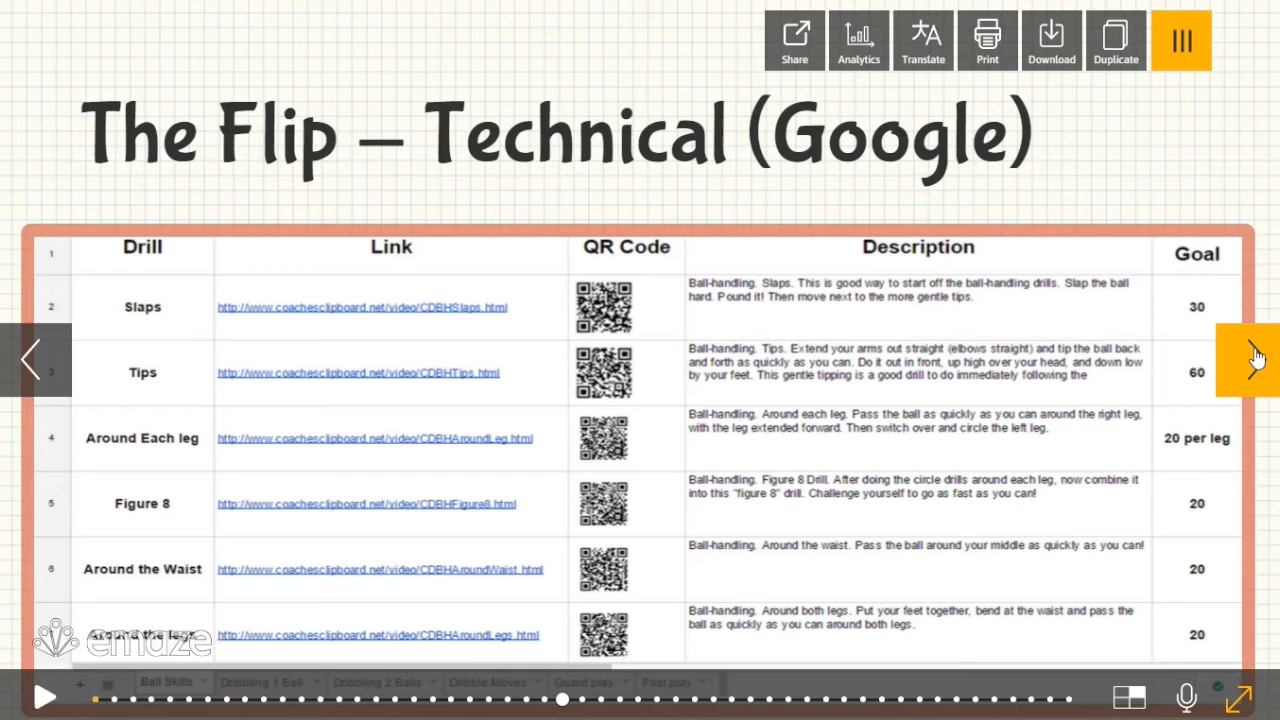 Share
Analytics
Translate
Print
Download
Duplicate
The Flip – Technical (Google)
1
Drill
Link
QR Code
Description
Goal
2
Slaps
http://www.coachesclipboard.net/video/CDBHSlaps.html
Ball-handling. Slaps. This is good way to start off the ball-handling drills. Slap the ball
hard. Pound it! Then move next to the more gentle tips.
30
3
Tips
http://www.coachesclipboard.net/video/CDBHTips.html
Ball-handling. Tips. Extend your arms out straight (elbows straight) and tip the ball back
and forth as quickly as you can. Do it out in front, up high over your head, and down low
by your feet. This gentle tipping is a good drill to do immediately following the
60
4
Around Each leg
http://www.coachesclipboard.net/video/CDBHAroundLeg.html
Ball-handling. Around each leg. Pass the ball as quickly as you can around the right leg,
with the leg extended forward. Then switch over and circle the left leg.
20 per leg
5
Figure 8
http://www.coachesclipboard.net/video/CDBHFigure8.html
Ball-handling. Figure 8 Drill. After doing the circle drills around each leg, now combine it
into this "figure 8" drill. Challenge yourself to go as fast as you can!
20
6
Around the Waist
http://www.coachesclipboard.net/video/CDBHAroundWaist.html
Ball-handling. Around the waist. Pass the ball around your middle as quickly as you can!
20
Around the legs
http://www.coachesclipboard.net/video/CDBHAroundLegs.html
Ball-handling. Around both legs. Put your feet together, bend at the waist and pass the
ball as quickly as you can around both legs.
20
emaze
Ball Skills
Dribbling 1 Ball
Dribbling 2 Balls
Dribble Moves
Guard play
Post play